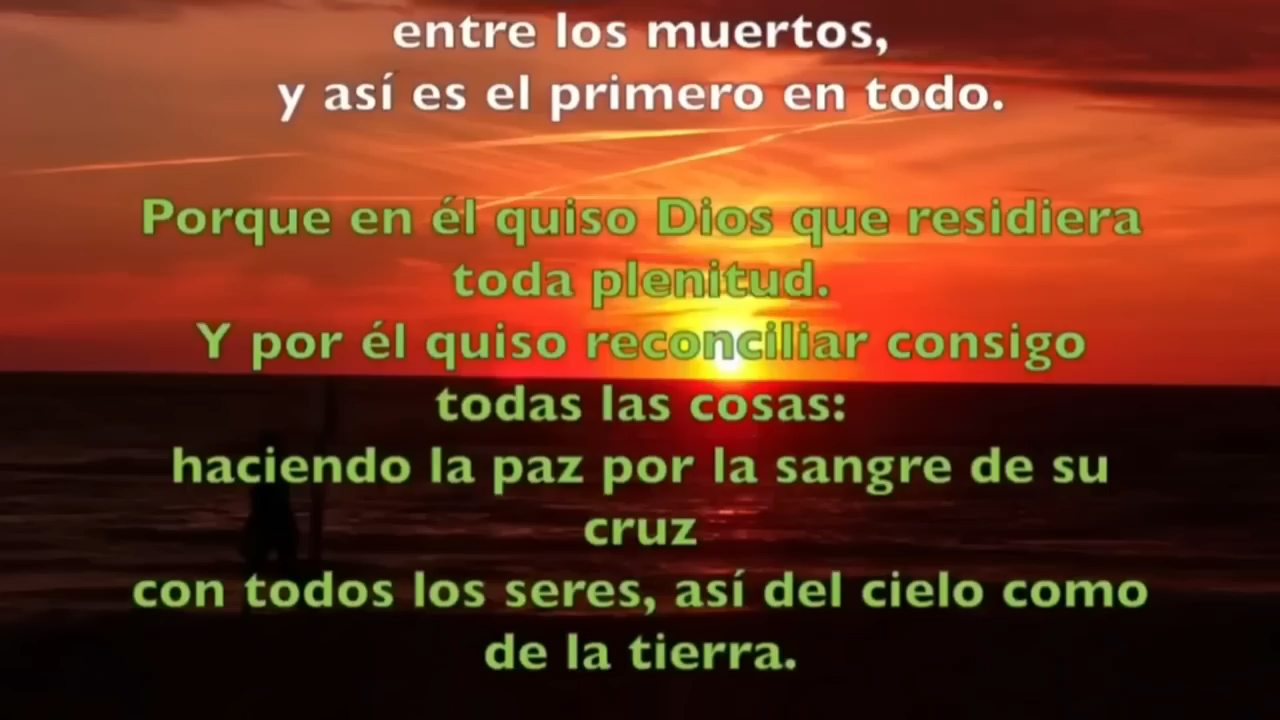 entre los muertos,
y así es el primero en todo.
Porque en él quiso Dios que residiera
toda plenitud.
Y por él quiso reconciliar consigo
todas las cosas:
haciendo la paz por la sangre de su
cruz
con todos los seres, así del cielo como
de la tierra.